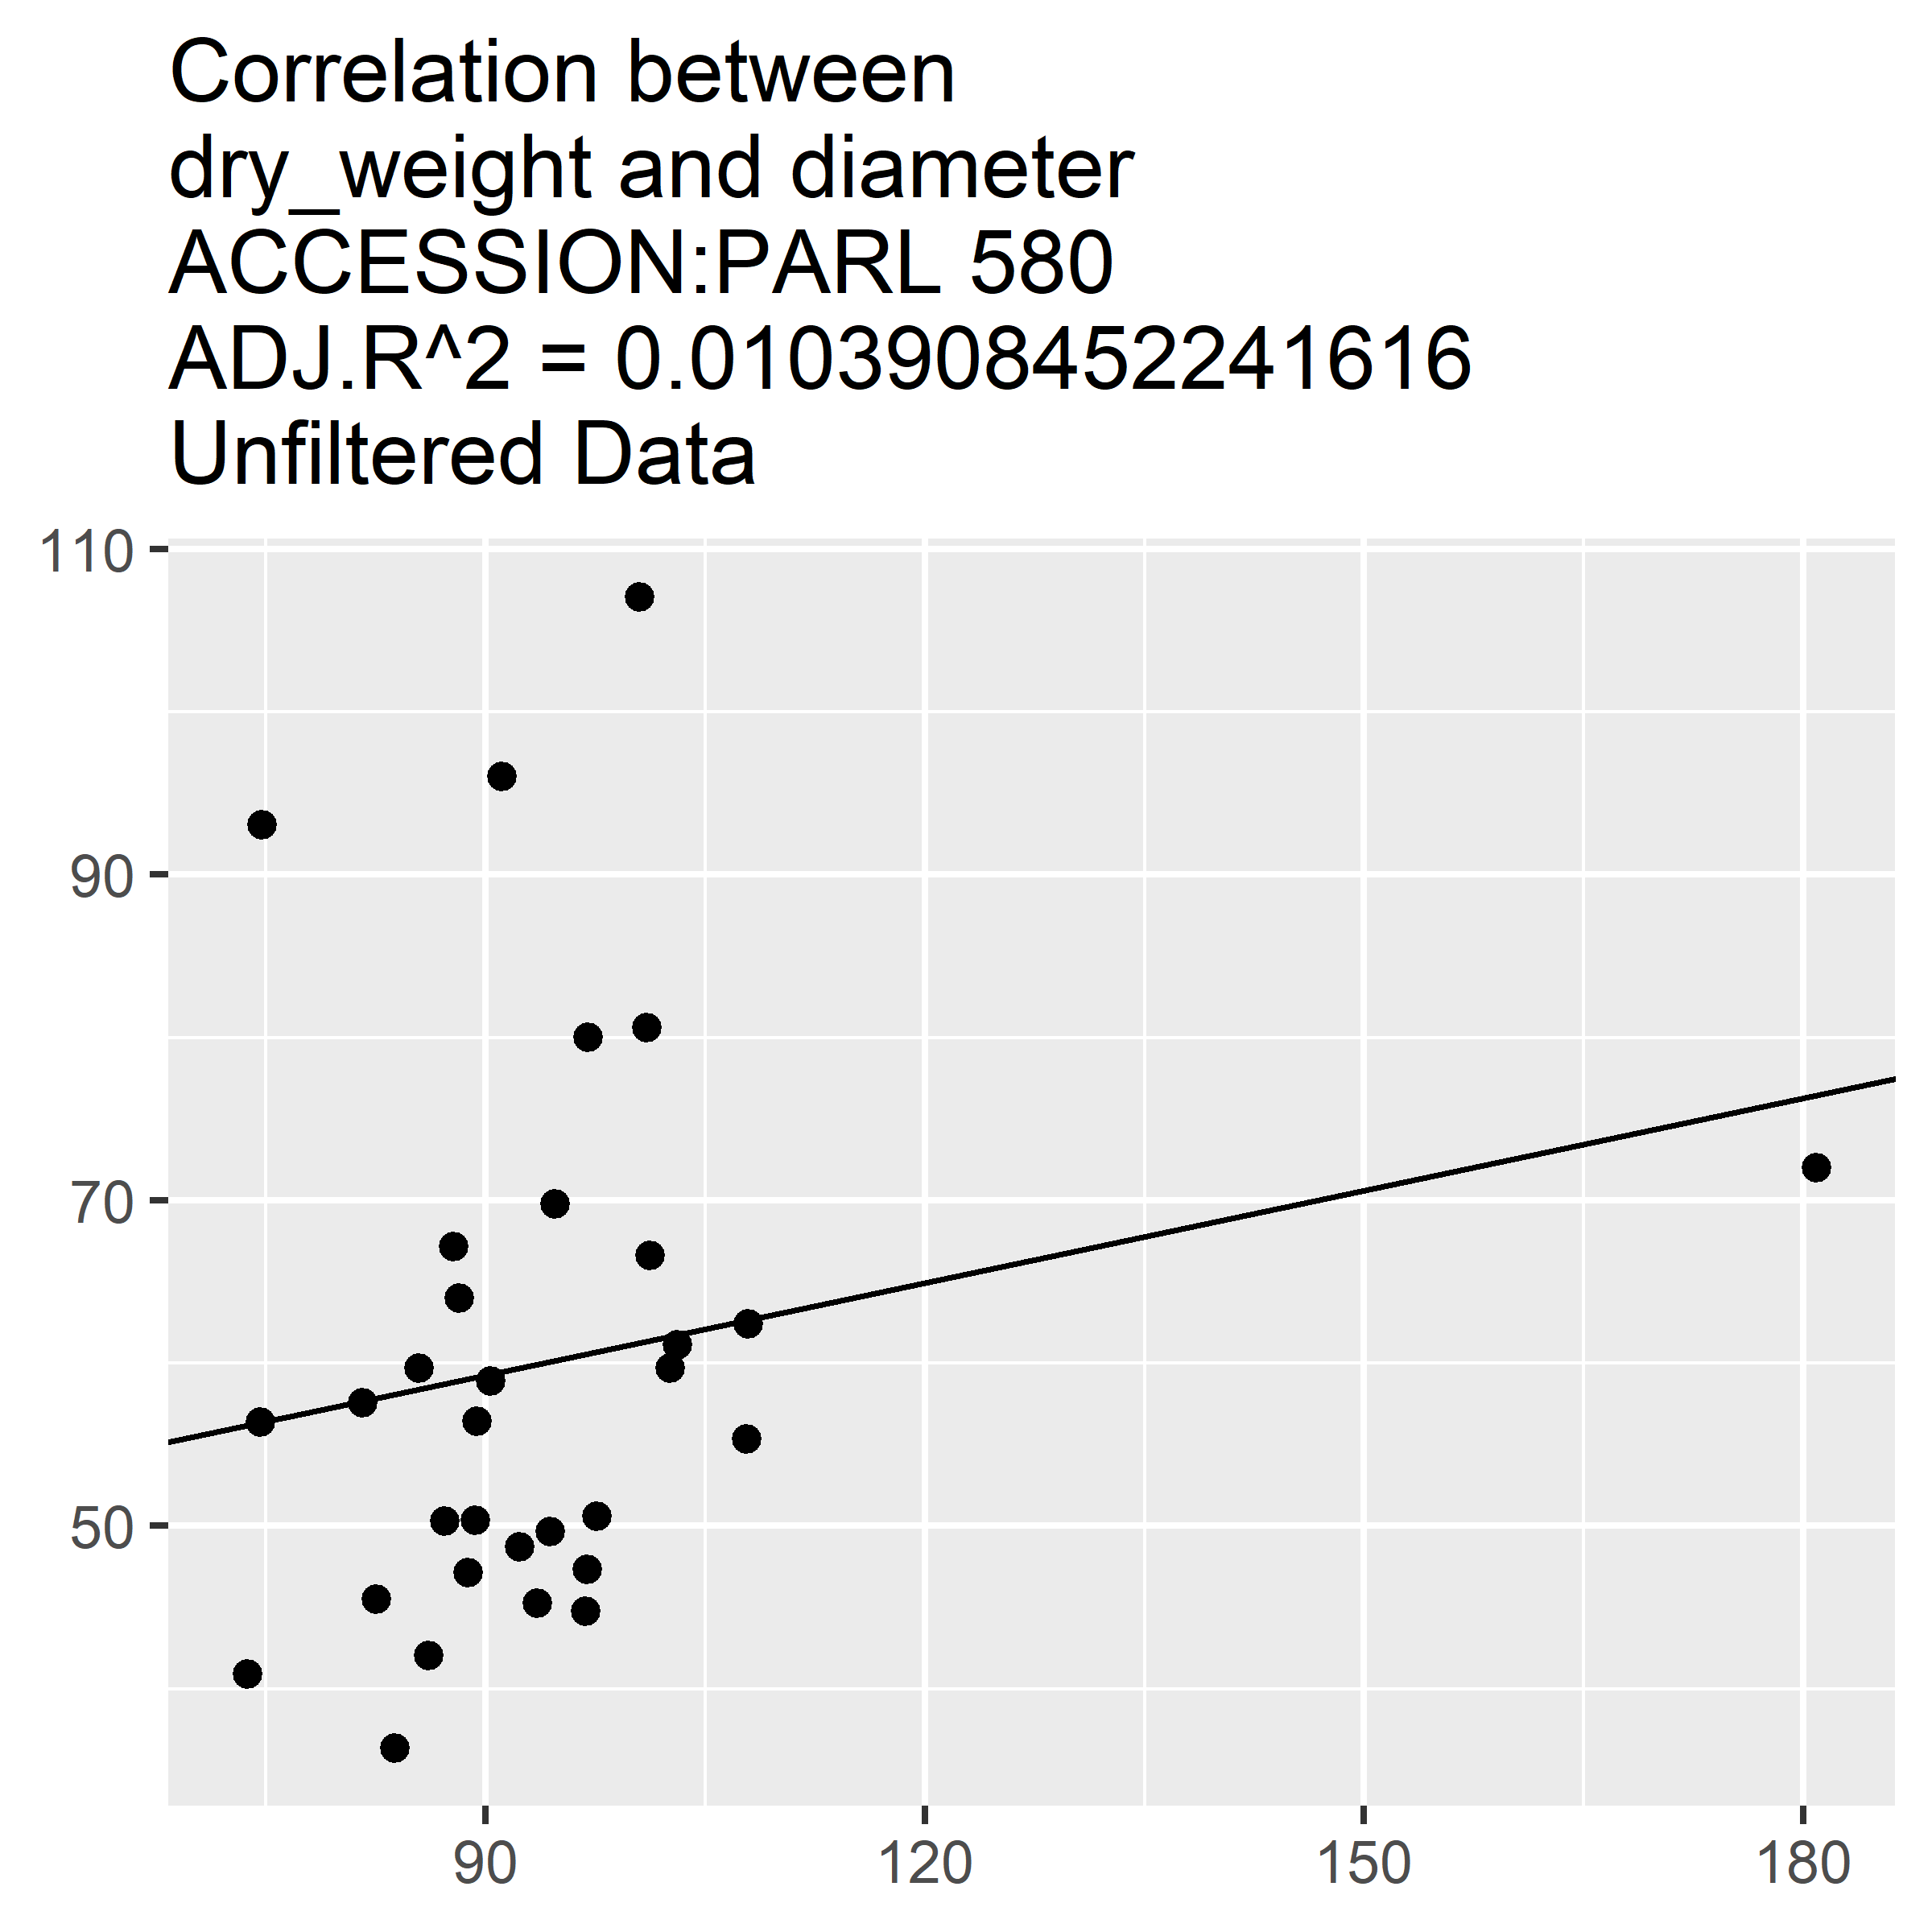 Correlation between
dry_weight and diameter
ACCESSION:PARL 580
ADJ.R^2 = 0.0103908452241616
Unfiltered Data
110
90
70
50
90 120 150 180